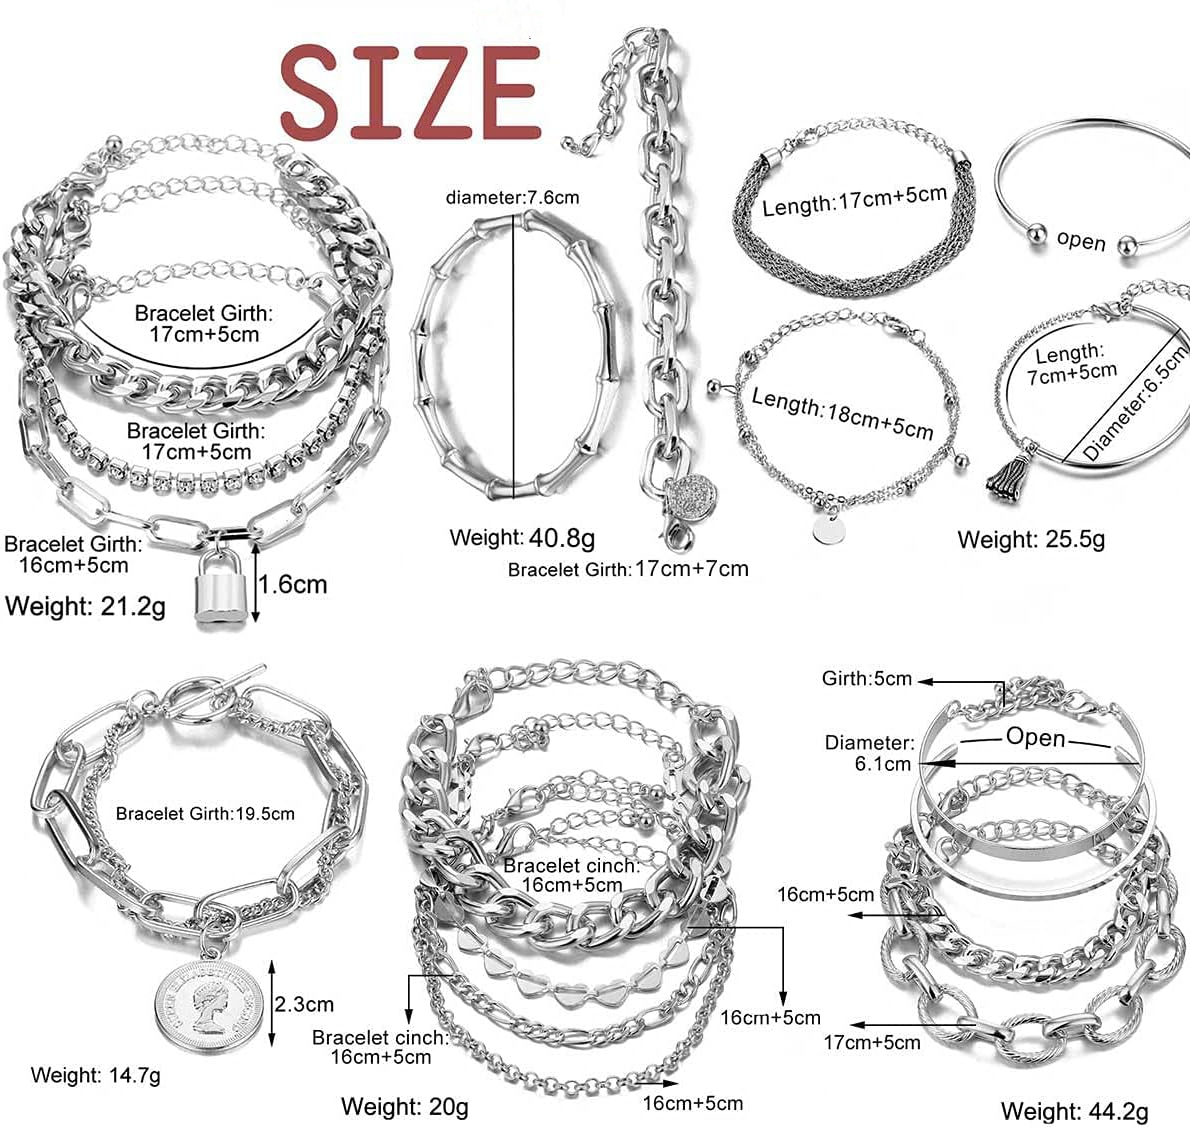 SIZE
Bracelet Girth:
17cm+5cm
Bracelet Girth:
17cm+5cm
Bracelet Girth:
16cm+5cm
1.6cm
Weight: 21.2g
diameter:7.6cm
Weight: 40.8g
Bracelet Girth: 17cm+7cm
Length:17cm+5cm
open
Length:18cm+5cm
Length:
7cm+5cm
Diameter:6.5cm
Weight: 25.5g
Bracelet Girth:19.5cm
2.3cm
Weight: 14.7g
Bracelet cinch:
16cm+5cm
16cm+5cm
Bracelet cinch:
16cm+5cm
16cm+5cm
Weight: 20g
Girth:5cm
Open
Diameter:
6.1cm
16cm+5cm
17cm+5cm
Weight: 44.2g